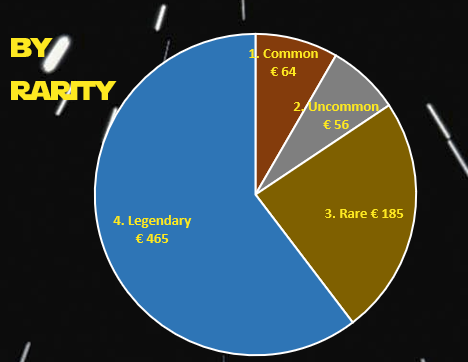 BY
RARITY
1. Common
€ 64
2. Uncommon
€ 56
3. Rare € 185
4. Legendary
€ 465